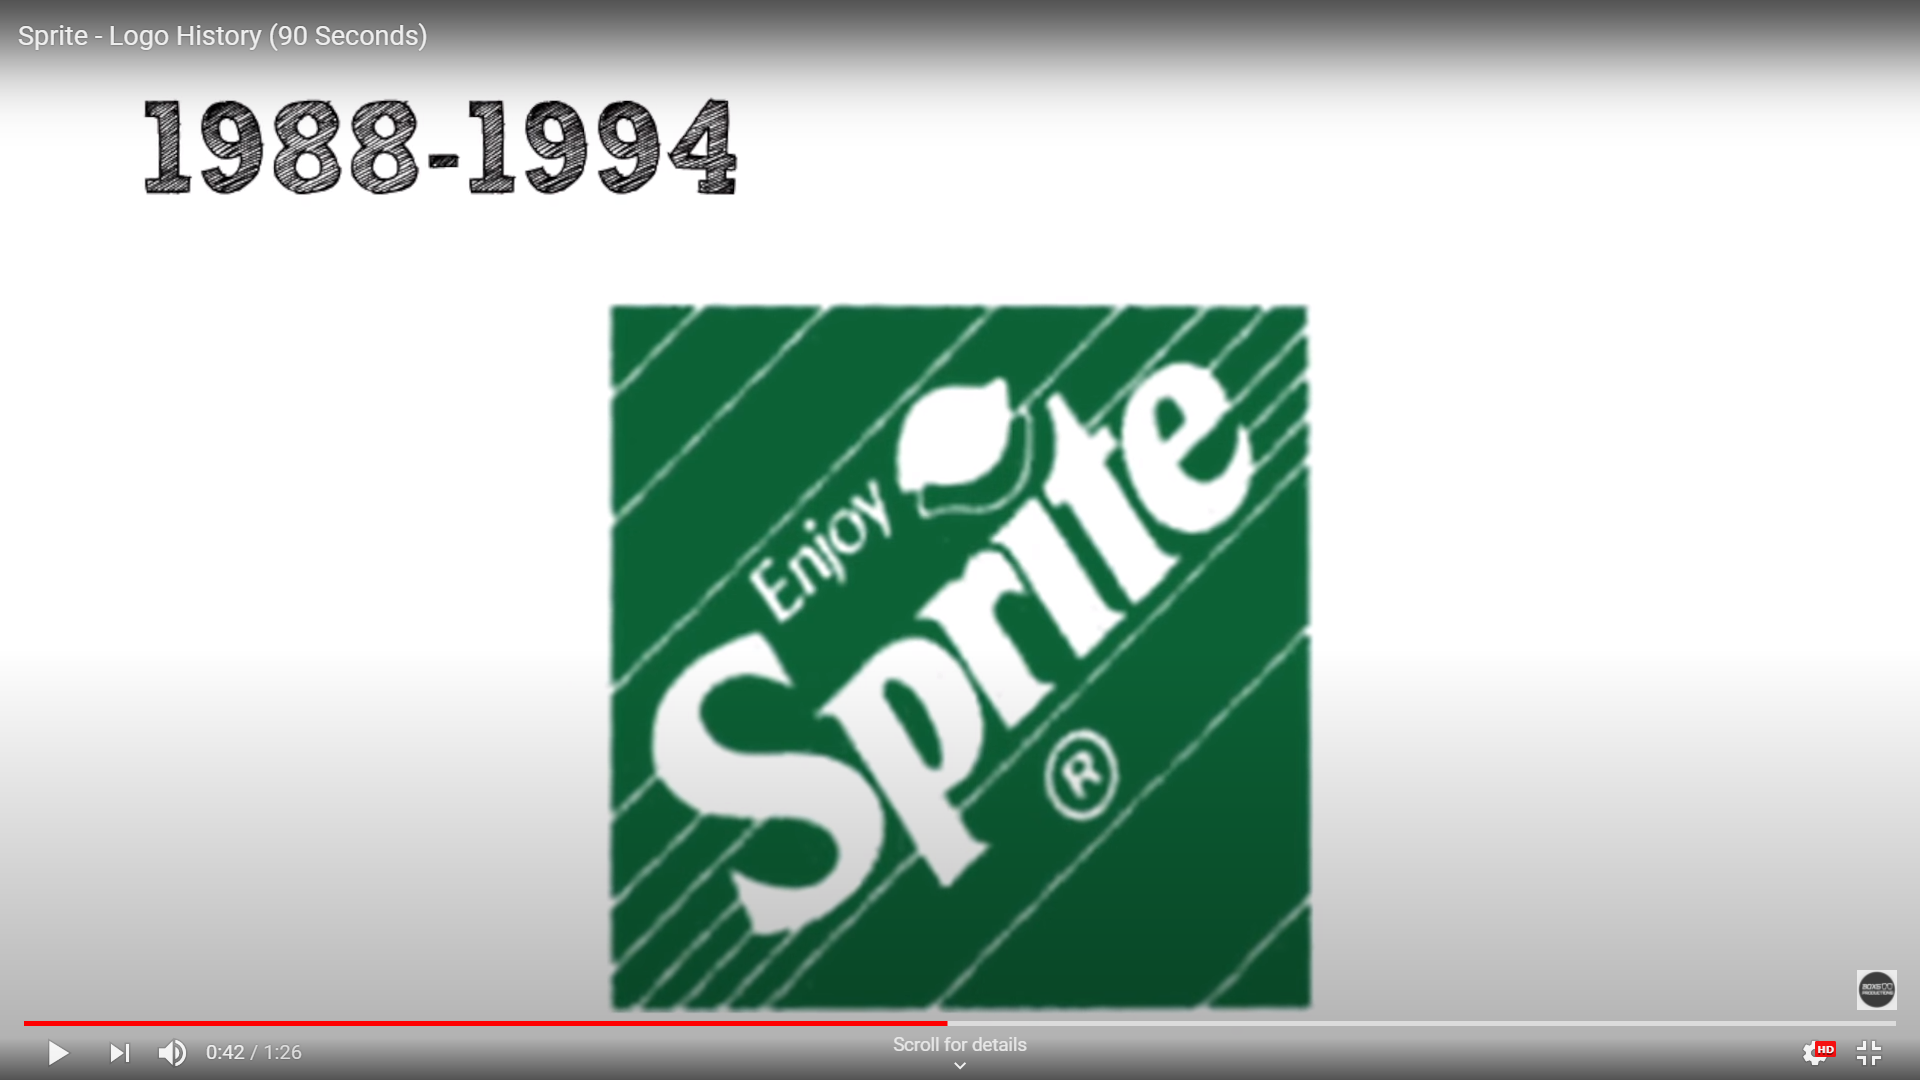 Sprite - Logo History (90 Seconds)
1988-1994
Enjoy
Sprite
®
0:42 / 1:26
Scroll for details
HD